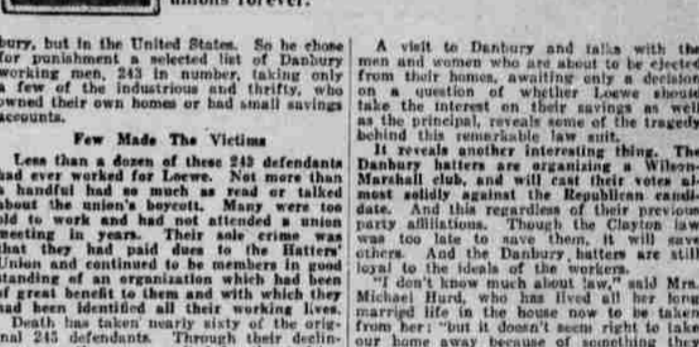 unions forever.
bury, but in the United States. So he chose
for punishment a selected list of Danbury
working men, 243 in number, taking only
a few of the industrious and thrifty, who
owned their own homes or had small savings
accounts.
Few Made The Victims
Less than a dozen of these 243 defendants
had ever worked for Loewe. Not more than
a handful had so much as read or talked
about the union's boycott. Many were too
old to work and had not attended a union
meeting in years. Their sole crime was
that they had paid dues to the Hatters'
Union and continued to be members in good
standing of an organization which had been
of great benefit to them and with which they
had been identified all their working lives.
Death has taken nearly sixty of the orig-
inal 243 defendants. Through their declin-
A visit to Danbury and talks with the
men and women who are about to be ejected
from their homes, awaiting only a decision
on a question of whether Loewe should
take the interest on their savings as well
as the principal, reveals some of the tragedy
behind this remarkable law suit.
It reveals another interesting thing. The
Danbury hatters are organizing a Wilson-
Marshall club, and will cast their votes al-
most solidly against the Republican candi-
date. And this regardless of their previous
party affiliations. Though the Clayton law
was too late to save them, it will save
others. And the Danbury hatters are still
loyal to the ideals of the workers.
"I don't know much about law," said Mrs.
Michael Hurd, who has lived all her
married life in the house now to be taken
from her; "but it doesn't seem right to take
our home away because of something they